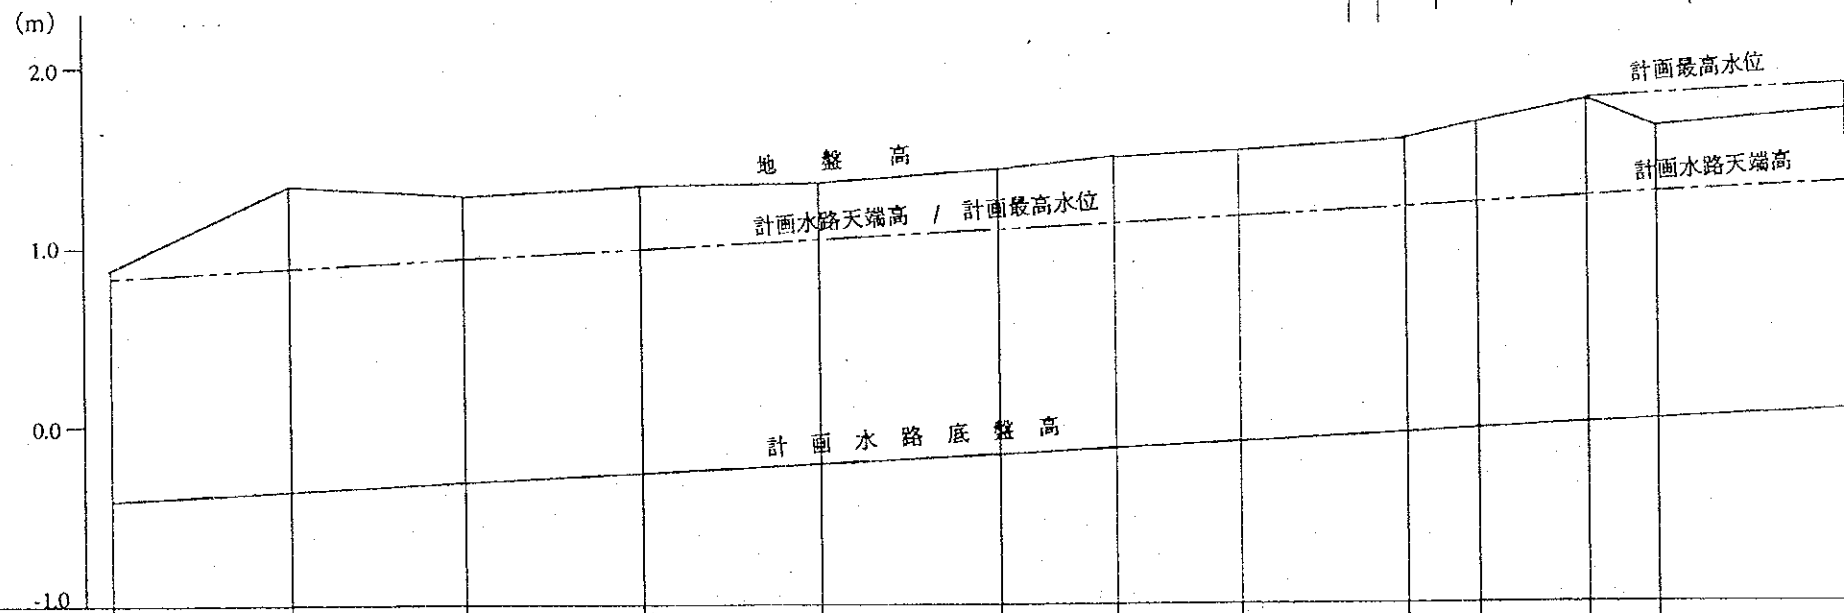 (m)
2.0
計画最高水位
地盤高
計画水路天端高
計画水路天端高 / 計画最高水位
1.0
計画水路底盤高
0.0
-1.0